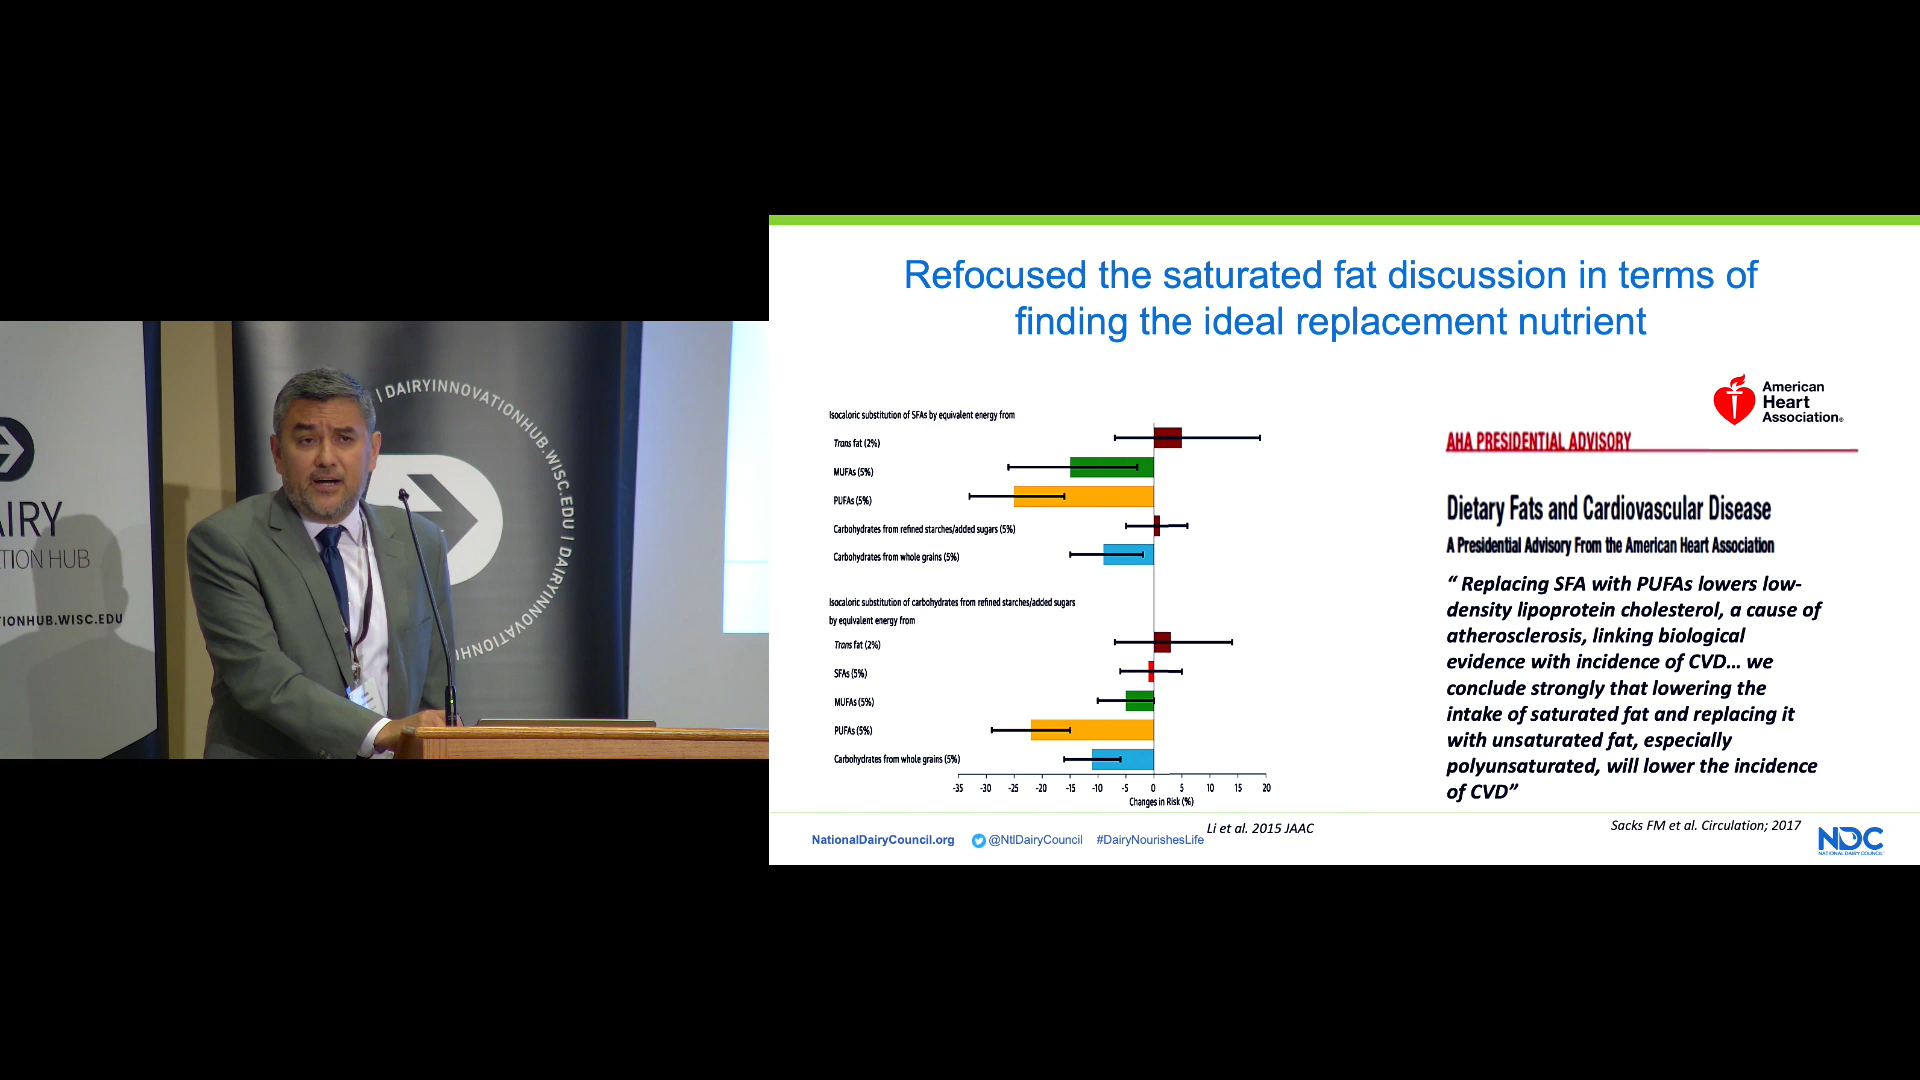 AIRY
TION HUB
TIONHUB.WISC.EDU
| DAIRYINNOVATIONHUB.WISC.EDU | DAIRYINNOVATIONH
Refocused the saturated fat discussion in terms of
finding the ideal replacement nutrient
Isocaloric substitution of SFAs by equivalent energy from
Trans fat (2%)
MUFAs (5%)
PUFAs (5%)
Carbohydrates from refined starches/added sugars (5%)
Carbohydrates from whole grains (5%)
Isocaloric substitution of carbohydrates from refined starches/added sugars
by equivalent energy from
Trans fat (2%)
SFAs (5%)
MUFAs (5%)
PUFAs (5%)
Carbohydrates from whole grains (5%)
-35 -30 -25 -20 -15 -10 -5 0 5 10 15 20
Changes in Risk (%)
Li et al. 2015 JAAC
American
Heart
Association®
AHA PRESIDENTIAL ADVISORY
Dietary Fats and Cardiovascular Disease
A Presidential Advisory From the American Heart Association
“ Replacing SFA with PUFAs lowers low-
density lipoprotein cholesterol, a cause of
atherosclerosis, linking biological
evidence with incidence of CVD... we
conclude strongly that lowering the
intake of saturated fat and replacing it
with unsaturated fat, especially
polyunsaturated, will lower the incidence
of CVD”
Sacks FM et al. Circulation; 2017
NationalDairyCouncil.org @NtlDairyCouncil #DairyNourishesLife
NDC
NATIONAL DAIRY COUNCIL